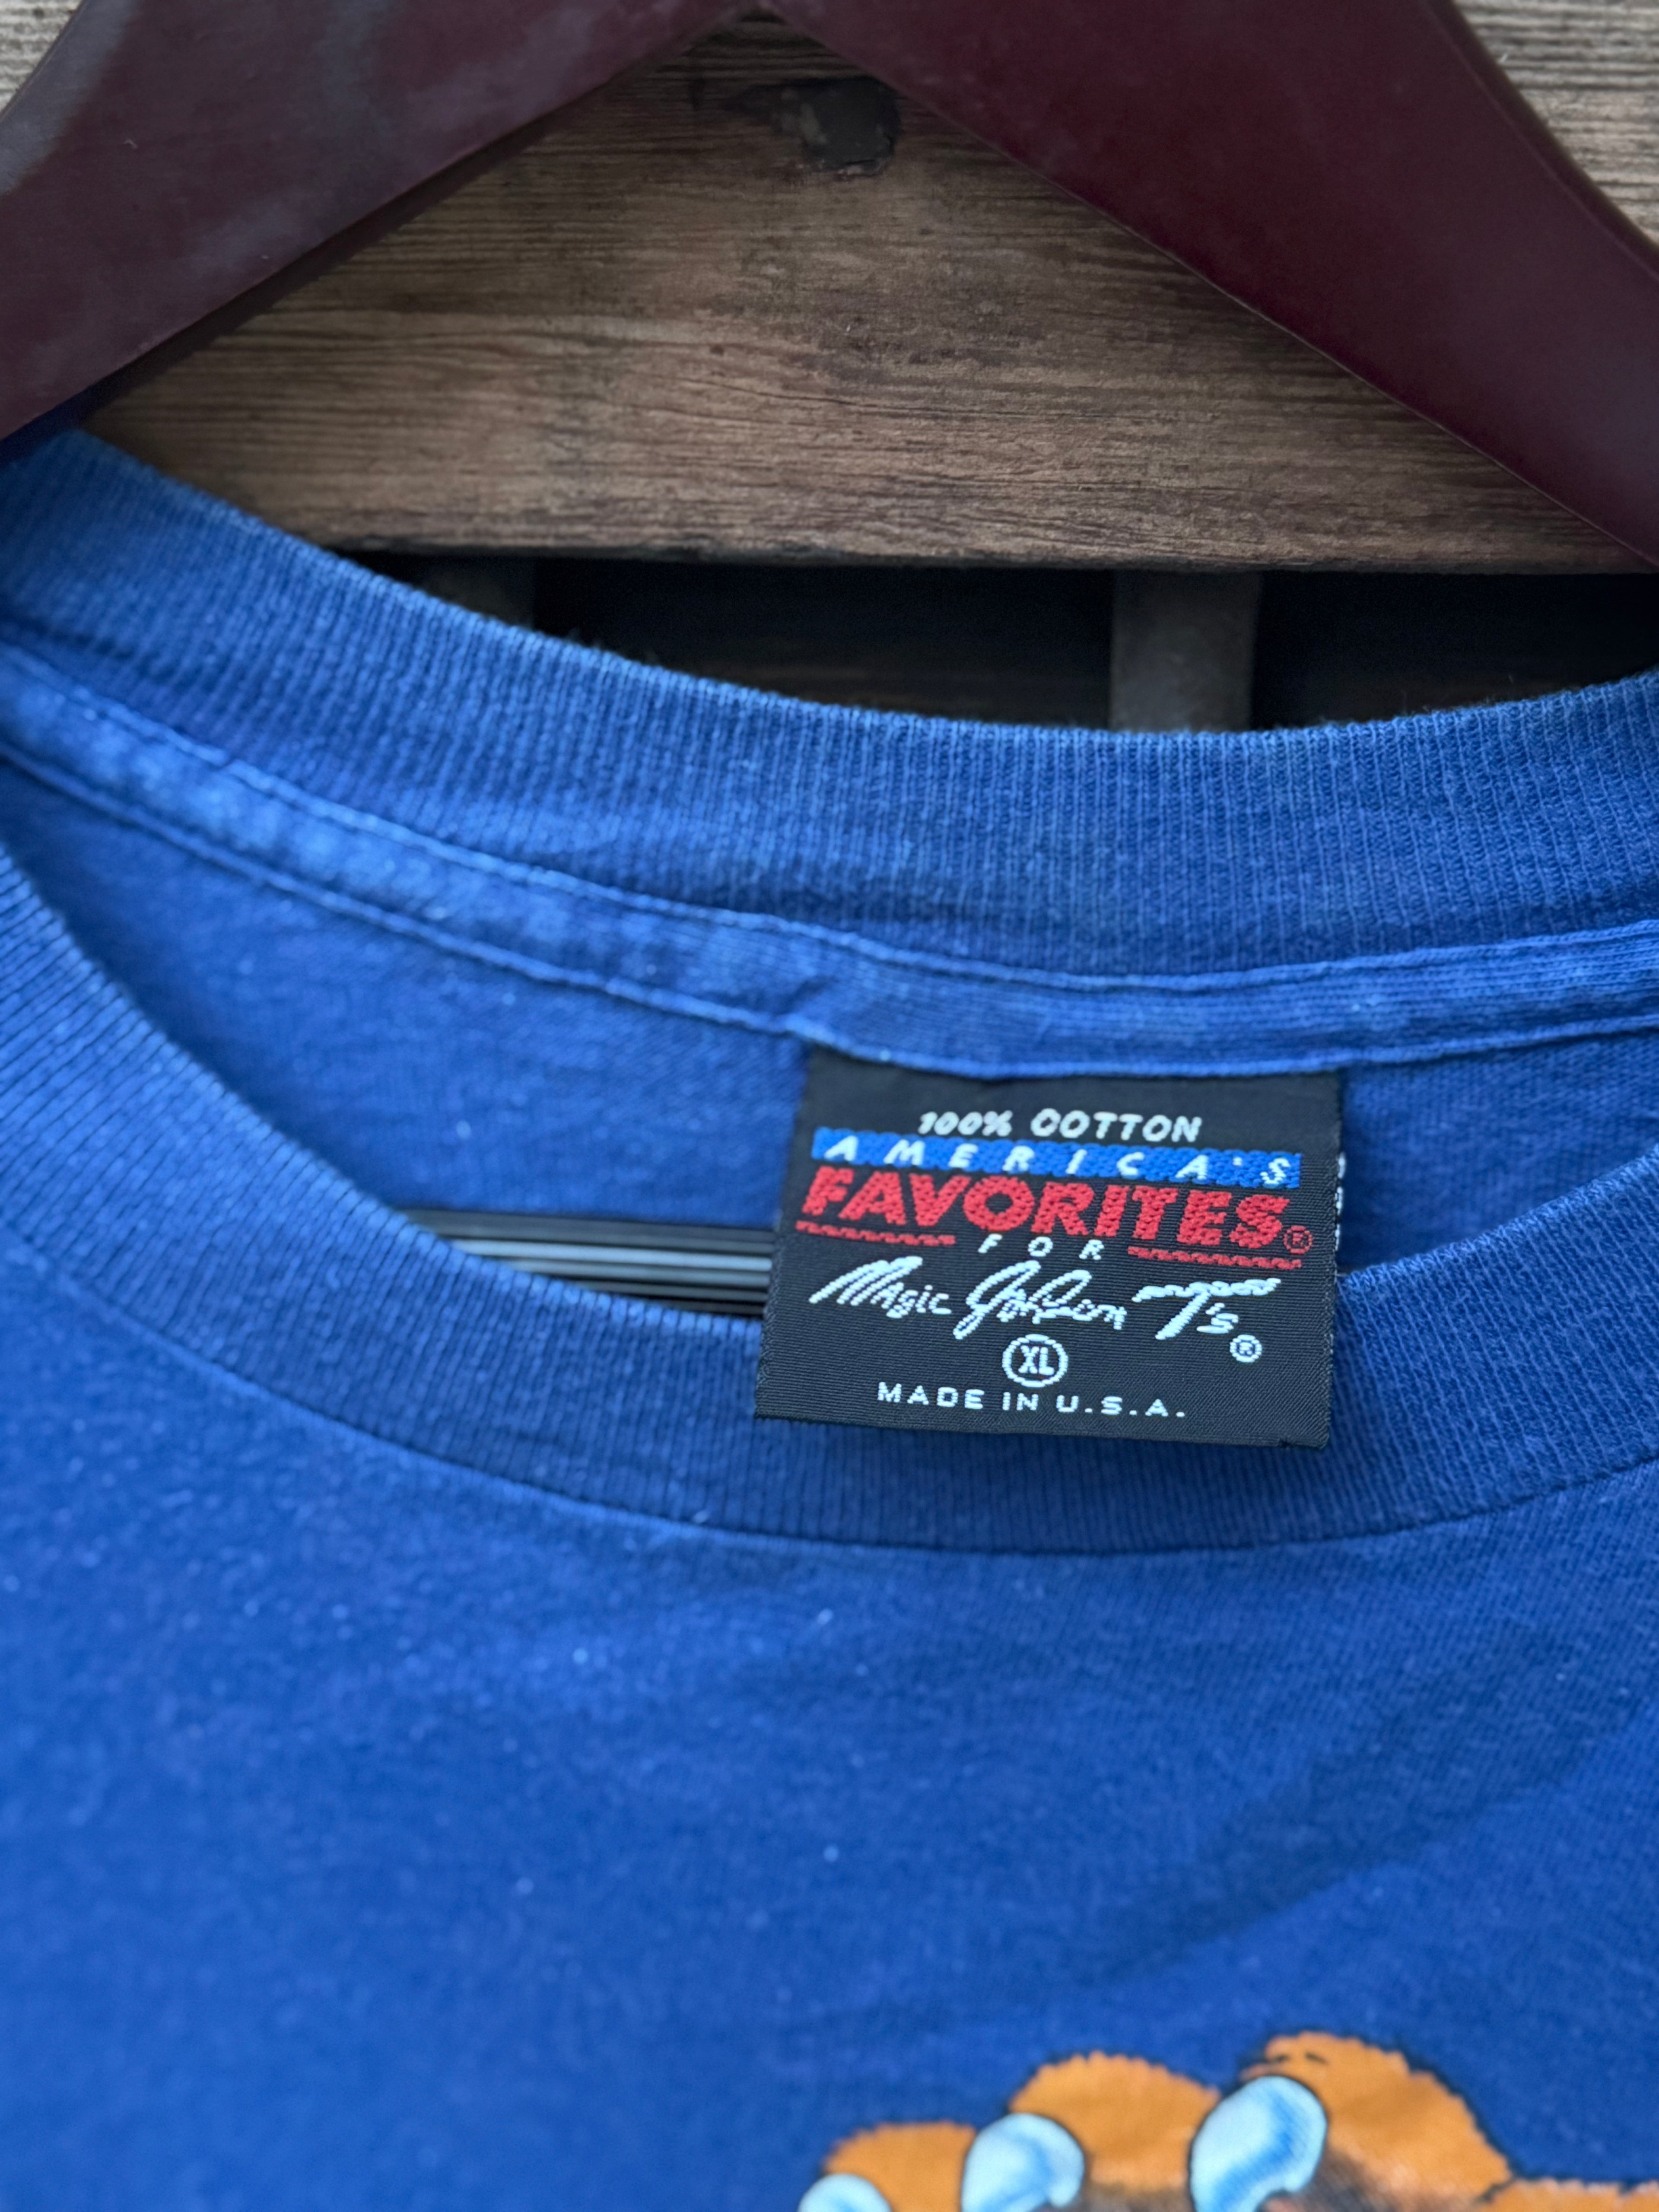 100% COTTON
AMERICA'S
FAVORITES®
FOR
Magic Johnson T's®
XL
MADE IN U.S.A.